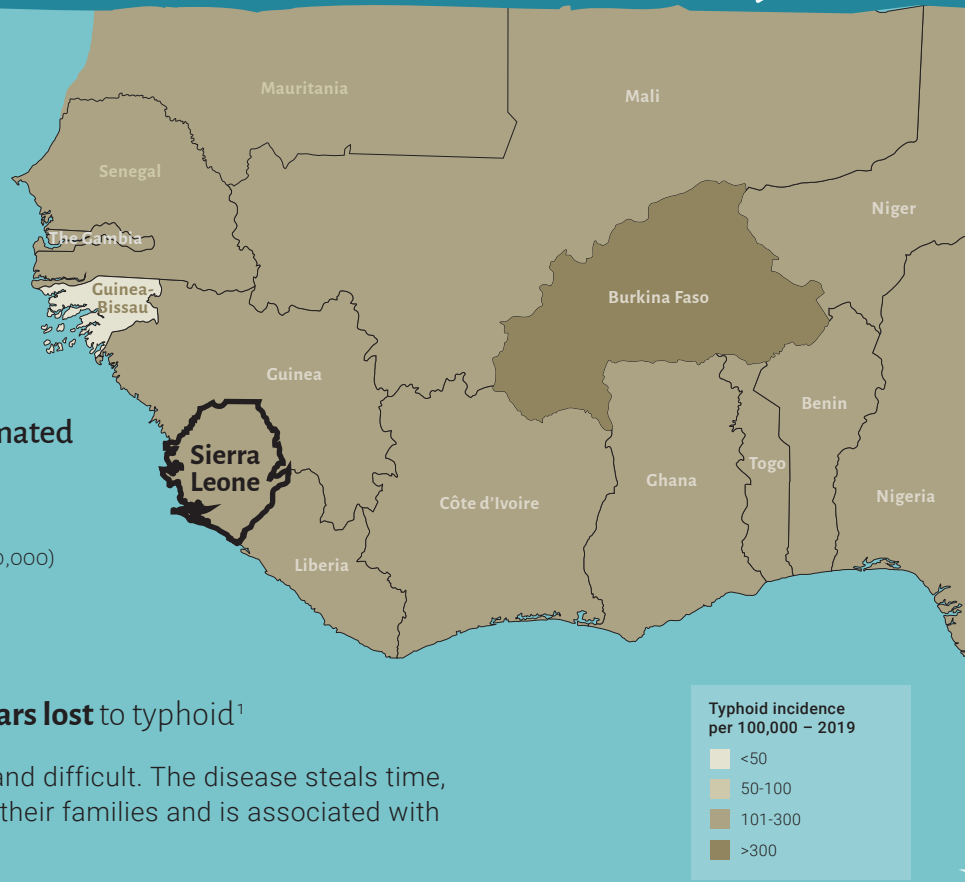 Mauritania
Mali
Senegal
Niger
The Gambia
Guinea-
Bissau
Burkina Faso
Guinea
Benin
mated
Sierra
Leone
Togo
Ghana
Côte d'Ivoire
Nigeria
0,000)
Liberia
ars lost to typhoid¹
and difficult. The disease steals time,
their families and is associated with
Typhoid incidence
per 100,000 – 2019
<50
50-100
101-300
>300